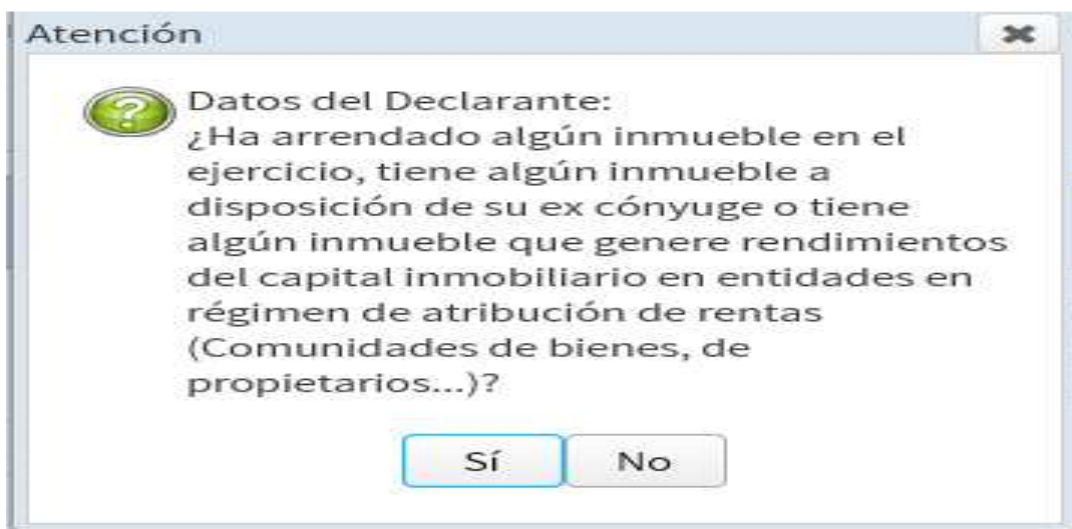 Atención
Datos del Declarante:
¿Ha arrendado algún inmueble en el
ejercicio, tiene algún inmueble a
disposición de su ex cónyuge o tiene
algún inmueble que genere rendimientos
del capital inmobiliario en entidades en
régimen de atribución de rentas
(Comunidades de bienes, de
propietarios...)?
Sí No